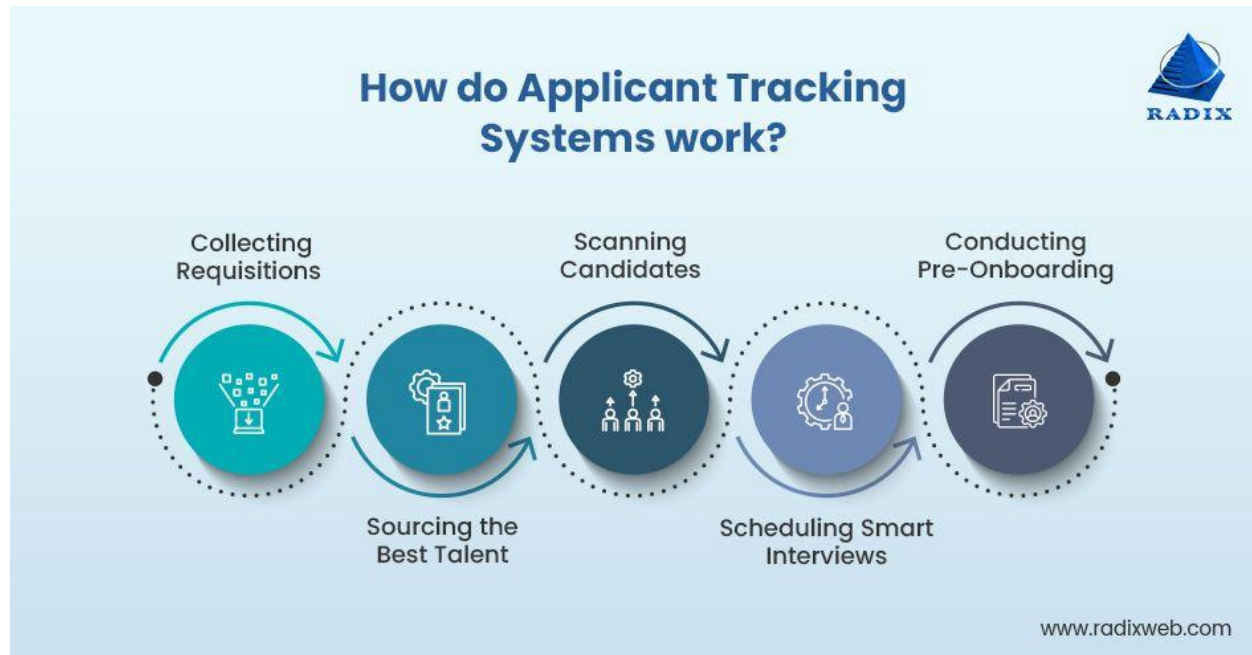 How do Applicant Tracking
Systems work?
RADIX
Collecting
Requisitions
Sourcing the
Best Talent
Scanning
Candidates
Scheduling Smart
Interviews
Conducting
Pre-Onboarding
www.radixweb.com